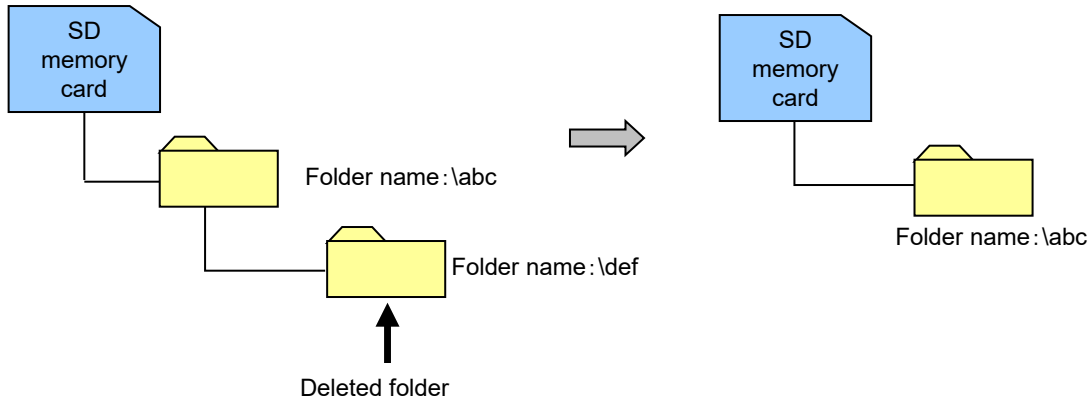 SD
memory
card
Folder name：\abc
Folder name：\def
Deleted folder
SD
memory
card
Folder name：\abc